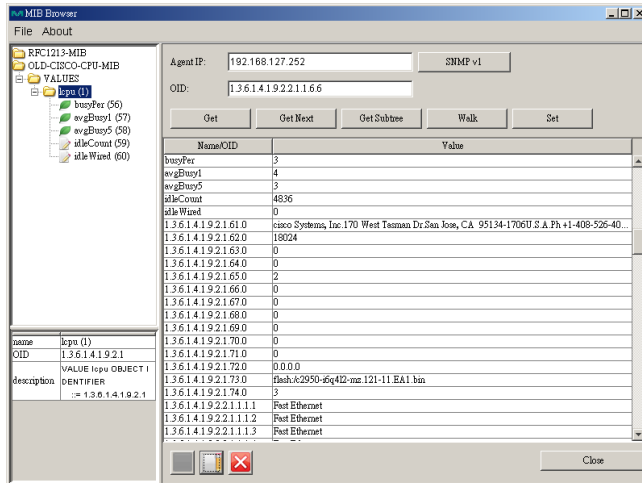 MIB Browser
File About
RFC1213-MIB
OLD-CISCO-CPU-MIB
VALUES
lcpu (1)
busyPer (56)
avgBusy1 (57)
avgBusy5 (58)
idleCount (59)
idleWired (60)
name lcpu (1)
OID 1.3.6.1.4.1.9.2.1
description VALUE lcpu OBJECT I
DENTIFIER
::= 1.3.6.1.4.1.9.2.1
Agent IP: 192.168.127.252 SNMP v1
OID: 1.3.6.1.4.1.9.2.2.1.1.6.6
Get Get Next Get Subtree Walk Set
Name/OID Value
busyPer 3
avgBusy1 4
avgBusy5 3
idleCount 4836
idleWired 0
1.3.6.1.4.1.9.2.1.61.0 cisco Systems, Inc.170 West Tasman Dr.San Jose, CA 95134-1706U.S.A.Ph +1-408-526-40...
1.3.6.1.4.1.9.2.1.62.0 18024
1.3.6.1.4.1.9.2.1.63.0 0
1.3.6.1.4.1.9.2.1.64.0 0
1.3.6.1.4.1.9.2.1.65.0 2
1.3.6.1.4.1.9.2.1.66.0 0
1.3.6.1.4.1.9.2.1.67.0 0
1.3.6.1.4.1.9.2.1.68.0 0
1.3.6.1.4.1.9.2.1.69.0 0
1.3.6.1.4.1.9.2.1.70.0 0
1.3.6.1.4.1.9.2.1.71.0 0
1.3.6.1.4.1.9.2.1.72.0 0.0.0.0
1.3.6.1.4.1.9.2.1.73.0 flash:/c2950-i6q4l2-mz.121-11.EA1.bin
1.3.6.1.4.1.9.2.1.74.0 3
1.3.6.1.4.1.9.2.2.1.1.1.1 Fast Ethernet
1.3.6.1.4.1.9.2.2.1.1.1.2 Fast Ethernet
1.3.6.1.4.1.9.2.2.1.1.1.3 Fast Ethernet
Close